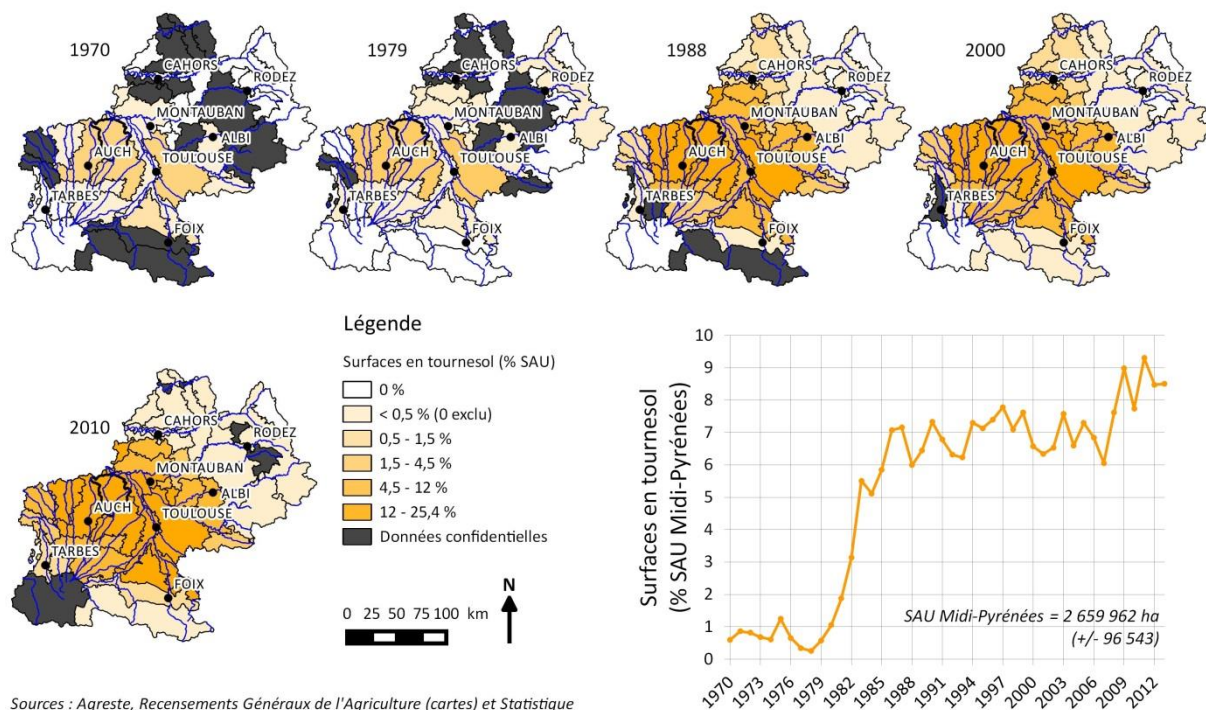 1970
CAHORS
RODEZ
MONTAUBAN
ALBI
AUCH
TOULOUSE
TARBES
FOIX
1979
CAHORS
RODEZ
MONTAUBAN
ALBI
AUCH
TOULOUSE
TARBES
FOIX
1988
CAHORS
RODEZ
MONTAUBAN
ALBI
AUCH
TOULOUSE
TARBES
FOIX
2000
CAHORS
RODEZ
MONTAUBAN
ALBI
AUCH
TOULOUSE
TARBES
FOIX
2010
CAHORS
RODEZ
MONTAUBAN
ALBI
AUCH
TOULOUSE
TARBES
FOIX
Légende
Surfaces en tournesol (% SAU)
0 %
< 0,5 % (0 exclu)
0,5 - 1,5 %
1,5 - 4,5 %
4,5 - 12 %
12 - 25,4 %
Données confidentielles
0 25 50 75 100 km
N
Surfaces en tournesol
(% SAU Midi-Pyrénées)
10
9
8
7
6
5
4
3
2
1
0
SAU Midi-Pyrénées = 2 659 962 ha
(+/- 96 543)
1970
1973
1976
1979
1982
1985
1988
1991
1994
1997
2000
2003
2006
2009
2012
Sources : Agreste, Recensements Généraux de l'Agriculture (cartes) et Statistique